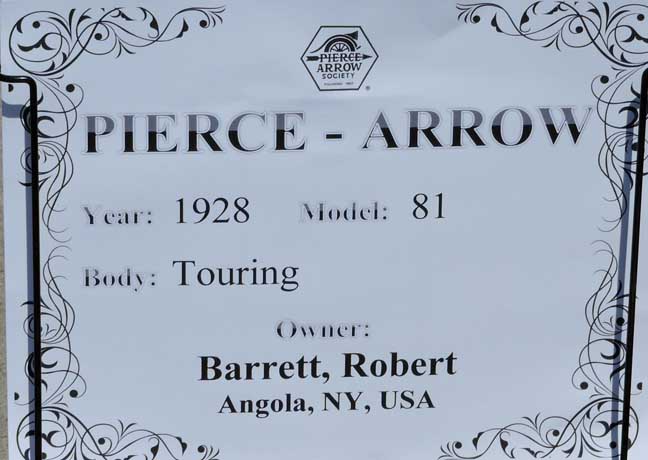 PIERCE
ARROW
SOCIETY
PIERCE - ARROW
Year: 1928 Model: 81
Body: Touring
Owner:
Barrett, Robert
Angola, NY, USA